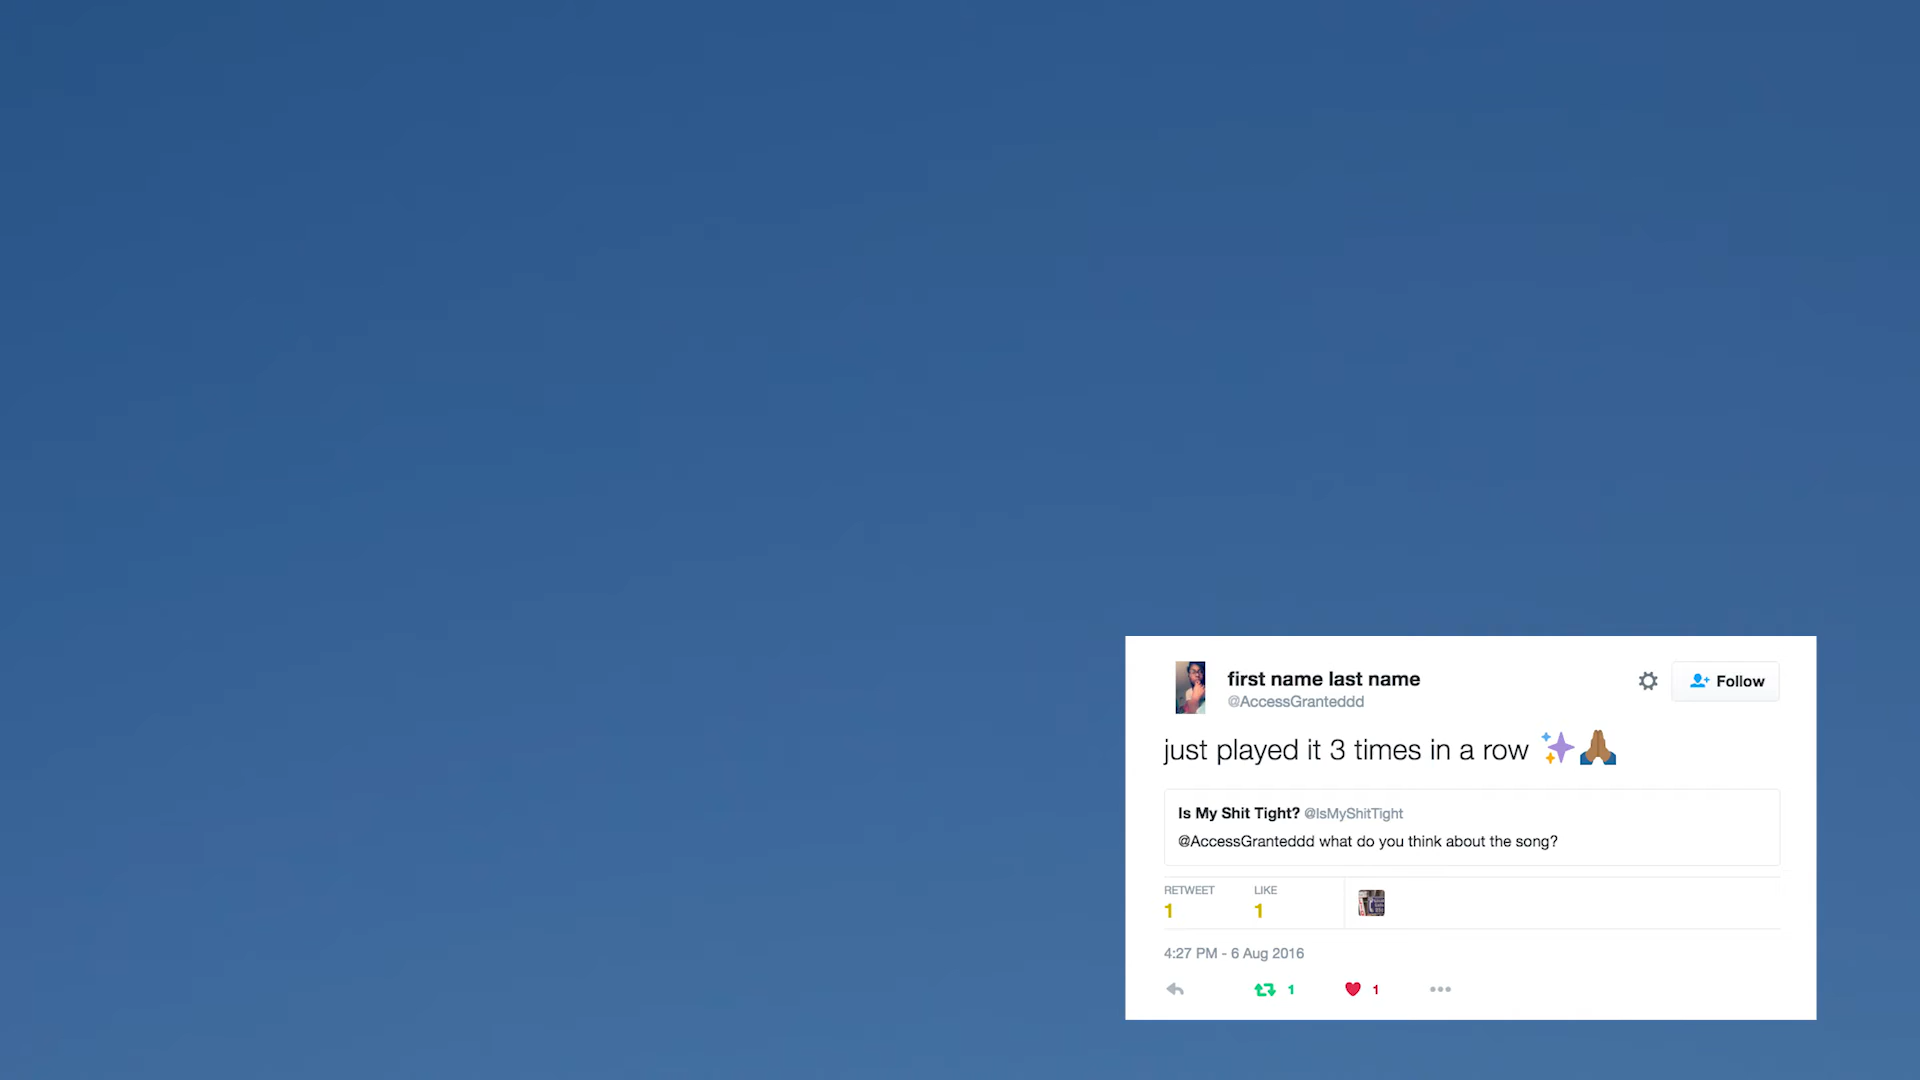 first name last name
@AccessGranteddd
Follow
just played it 3 times in a row ✨🙏🏾
Is My Shit Tight? @IsMyShitTight
@AccessGranteddd what do you think about the song?
RETWEET LIKE
1 1
4:27 PM - 6 Aug 2016
1 1